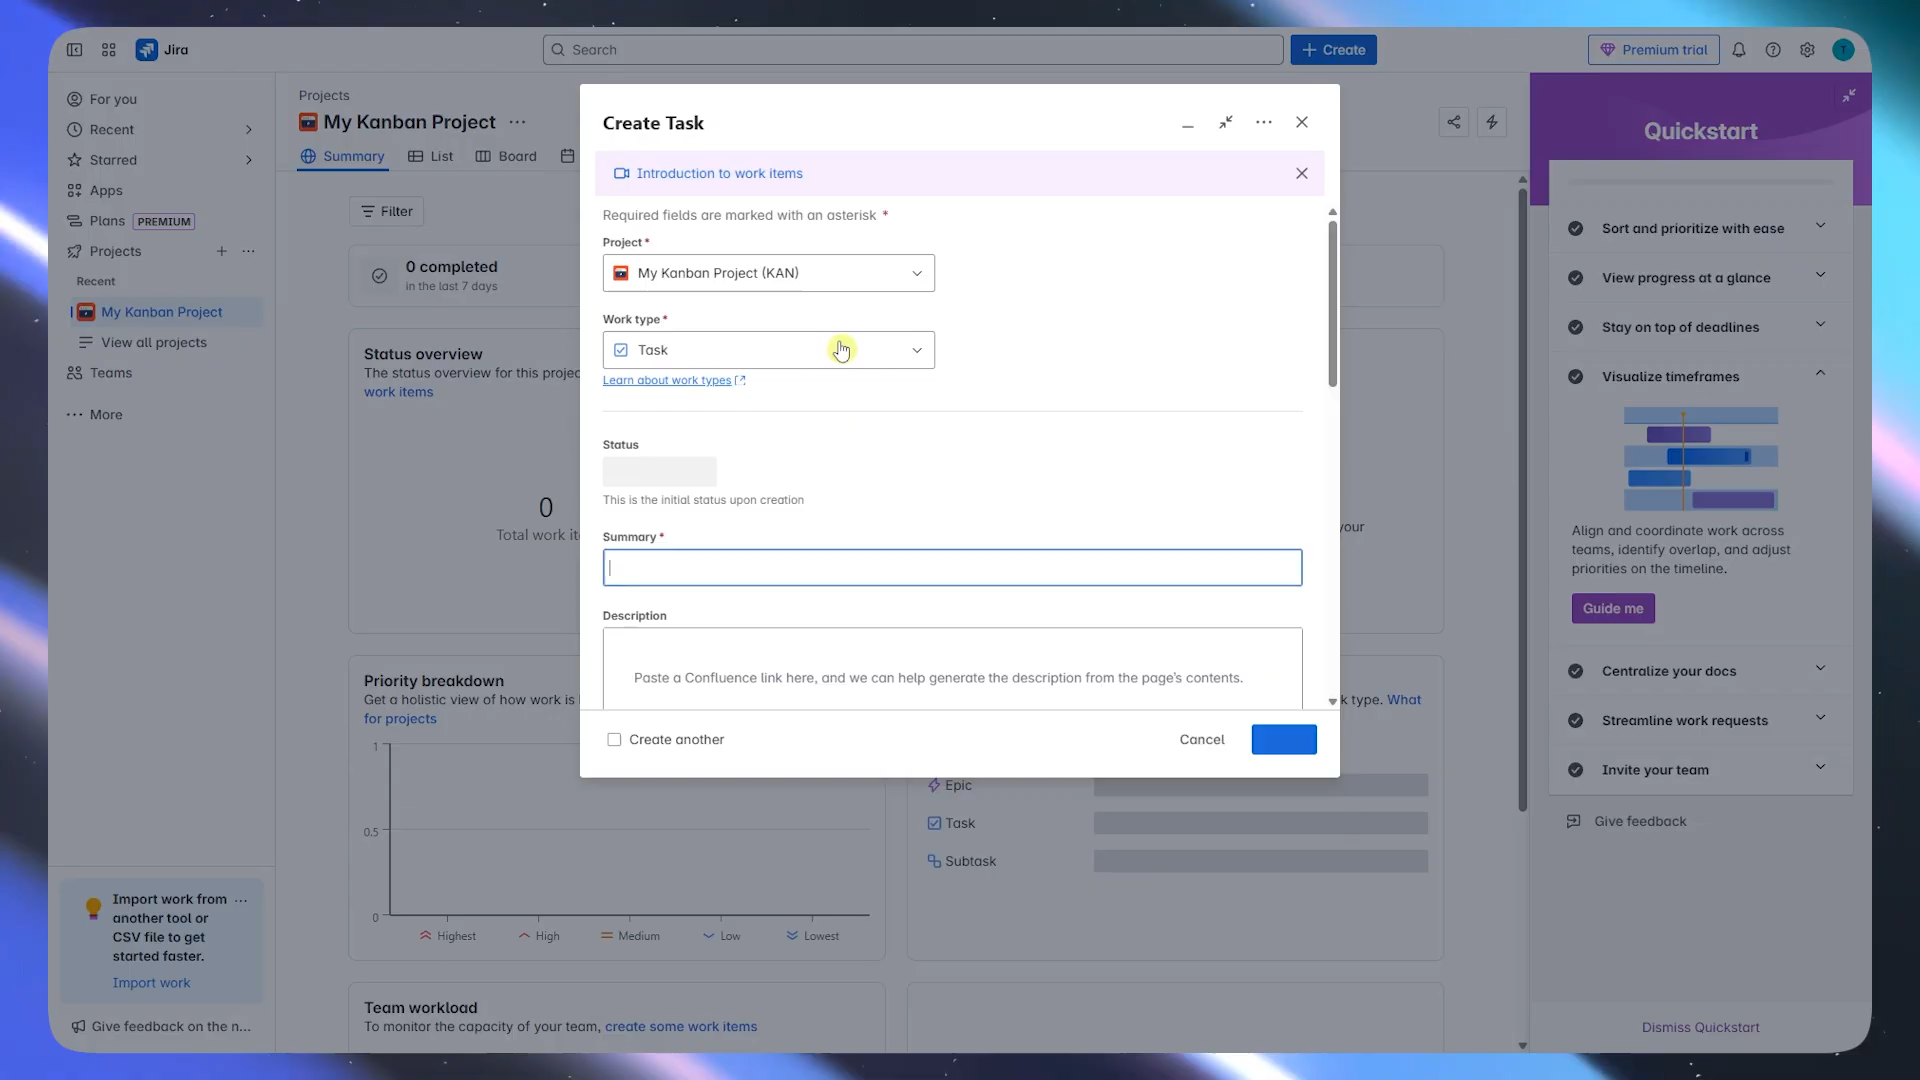 Jira
Search
Create
Premium trial
T
For you
Recent
Starred
Apps
Plans PREMIUM
Projects
Recent
My Kanban Project
View all projects
Teams
More
Import work from
another tool or
CSV file to get
started faster.
Import work
Give feedback on the n...
Projects
My Kanban Project
Summary
List
Board
Filter
0 completed
in the last 7 days
Status overview
The status overview for this projec
work items
0
Total work it
Priority breakdown
Get a holistic view of how work is
for projects
1
0.5
0
Highest
High
Medium
Low
Lowest
Team workload
To monitor the capacity of your team, create some work items
Create Task
Introduction to work items
Required fields are marked with an asterisk *
Project *
My Kanban Project (KAN)
Work type *
Task
Learn about work types
Status
This is the initial status upon creation
Summary *
Description
Paste a Confluence link here, and we can help generate the description from the page's contents.
Create another
Cancel
your
k type. What
Epic
Task
Subtask
Quickstart
Sort and prioritize with ease
View progress at a glance
Stay on top of deadlines
Visualize timeframes
Align and coordinate work across
teams, identify overlap, and adjust
priorities on the timeline.
Guide me
Centralize your docs
Streamline work requests
Invite your team
Give feedback
Dismiss Quickstart